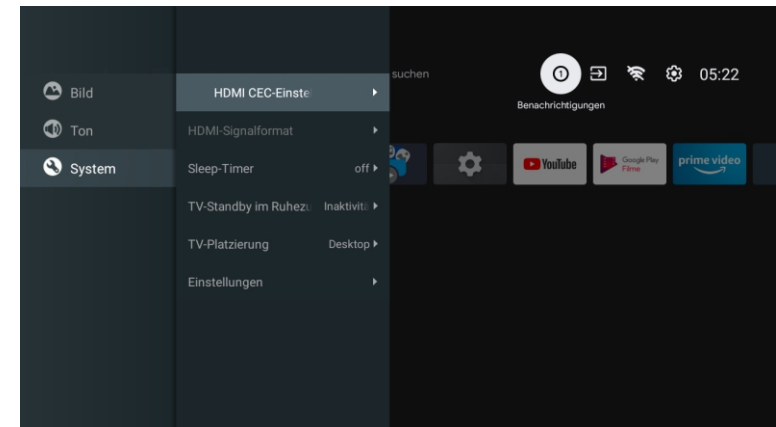 suchen
1
05:22
Benachrichtigungen
Bild
Ton
System
HDMI CEC-Einste
HDMI-Signalformat
Sleep-Timer off
TV-Standby im Ruhezu Inaktivitä
TV-Platzierung Desktop
Einstellungen
YouTube
Google Play
Filme
prime video